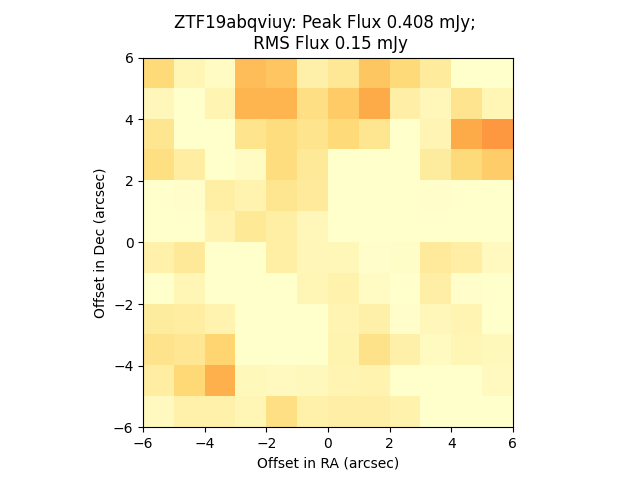 ZTF19abqviuy: Peak Flux 0.408 mJy;
RMS Flux 0.15 mJy
6
4
2
0
−2
−4
−6
Offset in Dec (arcsec)
−6 −4 −2 0 2 4 6
Offset in RA (arcsec)